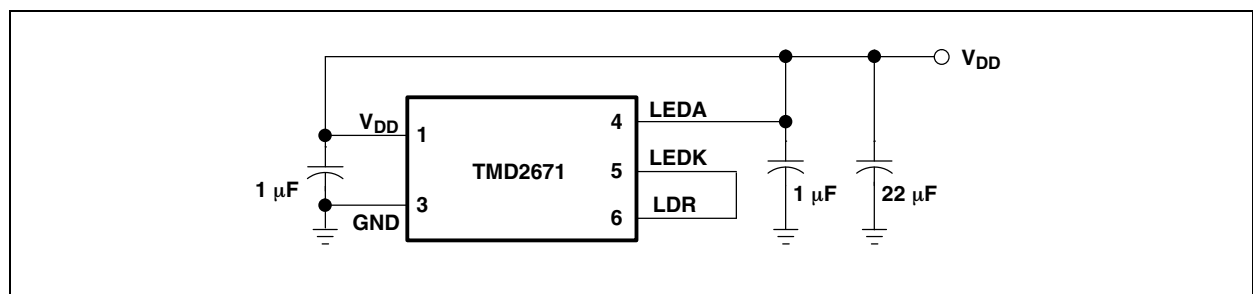 V_DD
V_DD
1
4
LEDA
TMD2671
5
LEDK
1 μF
3
GND
6
LDR
1 μF
22 μF